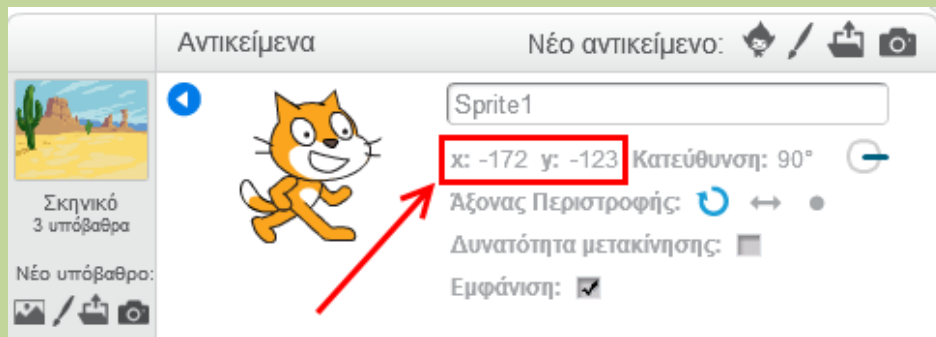 Αντικείμενα
Νέο αντικείμενο:
Sprite1
x: -172 y: -123 Κατεύθυνση: 90°
Άξονας Περιστροφής:
Δυνατότητα μετακίνησης:
Εμφάνιση:
Σκηνικό
3 υπόβαθρα
Νέο υπόβαθρο: